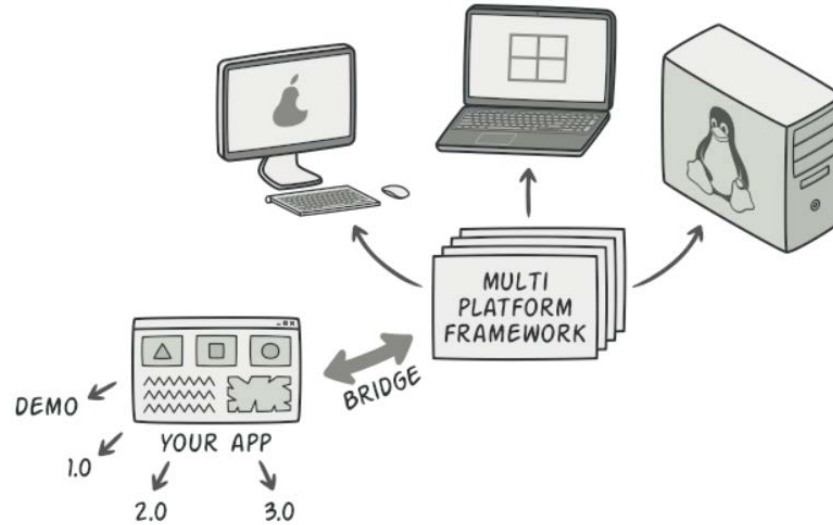 MULTI
PLATFORM
FRAMEWORK
BRIDGE
YOUR APP
DEMO
1.0
2.0
3.0